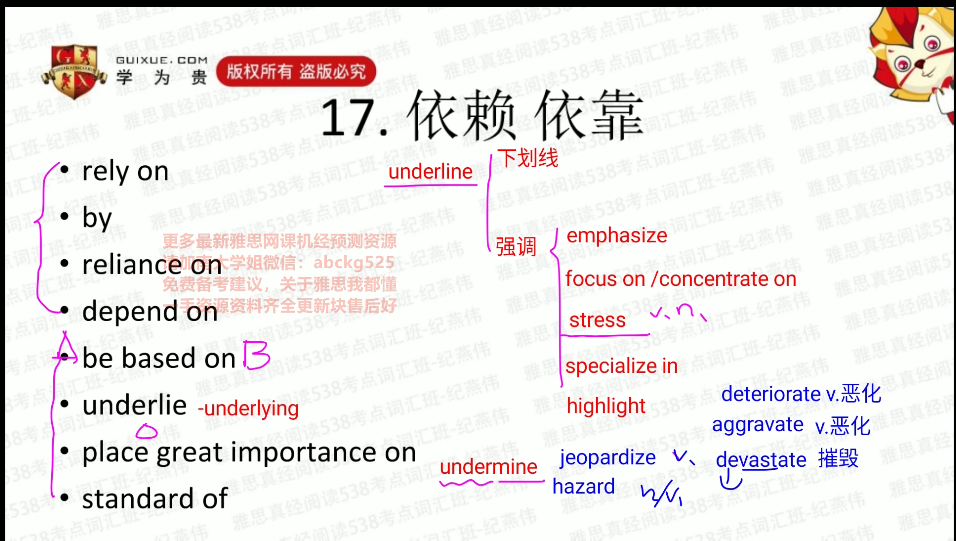 GUIXUE.COM
学为贵
版权所有 盗版必究
17. 依赖 依靠
• rely on
• by
• reliance on
• depend on
• be based on B
A
• underlie -underlying
• place great importance on
• standard of
underline
下划线
强调
emphasize
focus on /concentrate on
stress v、n、
specialize in
highlight
undermine
jeopardize v、
hazard n/v,
deteriorate v.恶化
aggravate v.恶化
devastate 摧毁
更多最新雅思网课机经预测资源
大学姐微信：abckg525
免费备考建议，关于雅思我都懂
一手资源资料齐全更新块售后好
雅思真经阅读538考点词汇班-纪燕伟